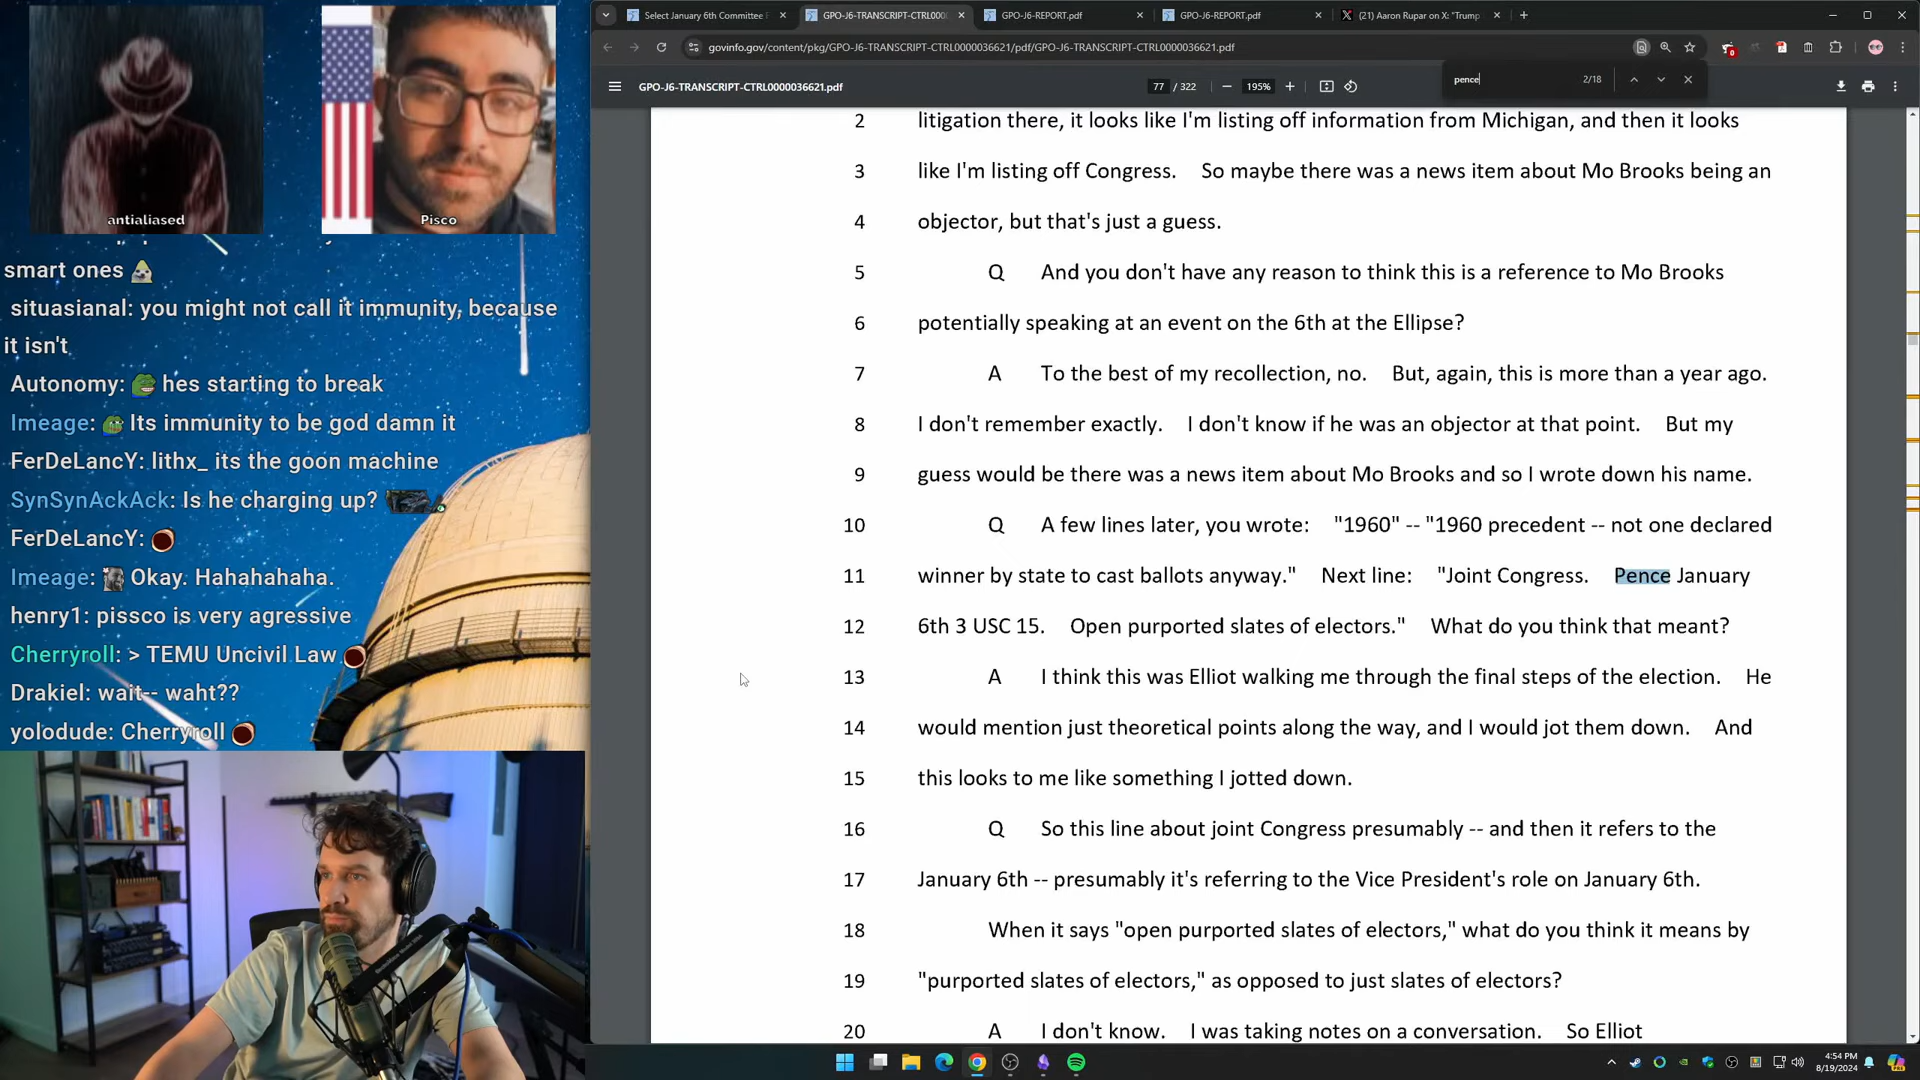 Select January 6th Committee F
GPO-J6-TRANSCRIPT-CTRL000
GPO-J6-REPORT.pdf
GPO-J6-REPORT.pdf
(21) Aaron Rupar on X: "Trump
govinfo.gov/content/pkg/GPO-J6-TRANSCRIPT-CTRL0000036621/pdf/GPO-J6-TRANSCRIPT-CTRL0000036621.pdf
pence 2/18
GPO-J6-TRANSCRIPT-CTRL0000036621.pdf
77 / 322
195%
antialiased
Pisco
smart ones
situasianal: you might not call it immunity, because
it isn't
Autonomy: hes starting to break
Imeage: Its immunity to be god damn it
FerDeLancY: lithx_ its the goon machine
SynSynAckAck: Is he charging up?
FerDeLancY:
Imeage: Okay. Hahahahaha.
henry1: pissco is very agressive
Cherryroll: > TEMU Uncivil Law
Drakiel: wait-- waht??
yolodude: Cherryroll
2 litigation there, it looks like I'm listing off information from Michigan, and then it looks
3 like I'm listing off Congress. So maybe there was a news item about Mo Brooks being an
4 objector, but that's just a guess.
5 Q And you don't have any reason to think this is a reference to Mo Brooks
6 potentially speaking at an event on the 6th at the Ellipse?
7 A To the best of my recollection, no. But, again, this is more than a year ago.
8 I don't remember exactly. I don't know if he was an objector at that point. But my
9 guess would be there was a news item about Mo Brooks and so I wrote down his name.
10 Q A few lines later, you wrote: "1960" -- "1960 precedent -- not one declared
11 winner by state to cast ballots anyway." Next line: "Joint Congress. Pence January
12 6th 3 USC 15. Open purported slates of electors." What do you think that meant?
13 A I think this was Elliot walking me through the final steps of the election. He
14 would mention just theoretical points along the way, and I would jot them down. And
15 this looks to me like something I jotted down.
16 Q So this line about joint Congress presumably -- and then it refers to the
17 January 6th -- presumably it's referring to the Vice President's role on January 6th.
18 When it says "open purported slates of electors," what do you think it means by
19 "purported slates of electors," as opposed to just slates of electors?
20 A I don't know. I was taking notes on a conversation. So Elliot
4:54 PM
8/19/2024